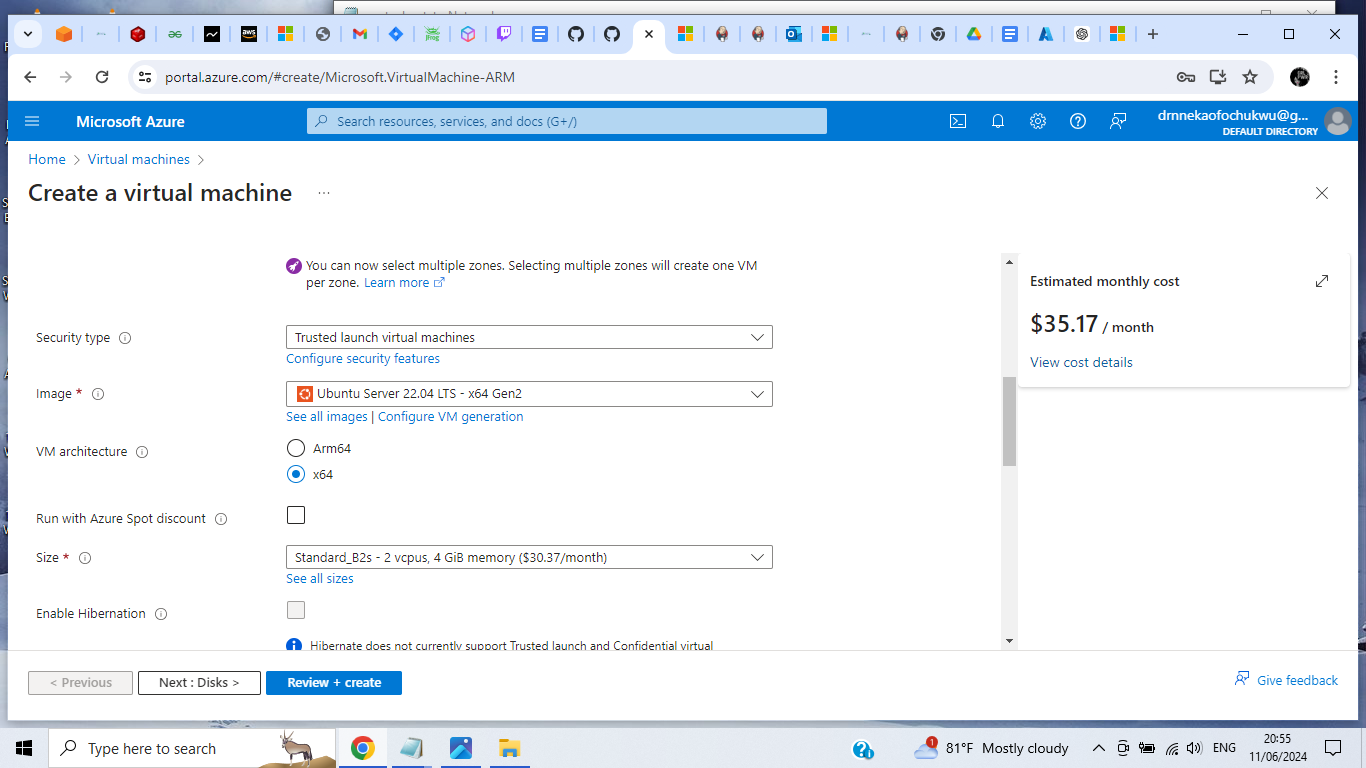 portal.azure.com/#create/Microsoft.VirtualMachine-ARM
Microsoft Azure
Search resources, services, and docs (G+/)
drnnekaofochukwu@g...
DEFAULT DIRECTORY
Home > Virtual machines >
Create a virtual machine ...
You can now select multiple zones. Selecting multiple zones will create one VM
per zone. Learn more
Estimated monthly cost
$35.17 / month
View cost details
Security type
Trusted launch virtual machines
Configure security features
Image *
Ubuntu Server 22.04 LTS - x64 Gen2
See all images | Configure VM generation
VM architecture
Arm64
x64
Run with Azure Spot discount
Size *
Standard_B2s - 2 vcpus, 4 GiB memory ($30.37/month)
See all sizes
Enable Hibernation
Hibernate does not currently support Trusted launch and Confidential virtual
< Previous
Next : Disks >
Review + create
Give feedback
Type here to search
1
81°F Mostly cloudy
ENG
20:55
11/06/2024